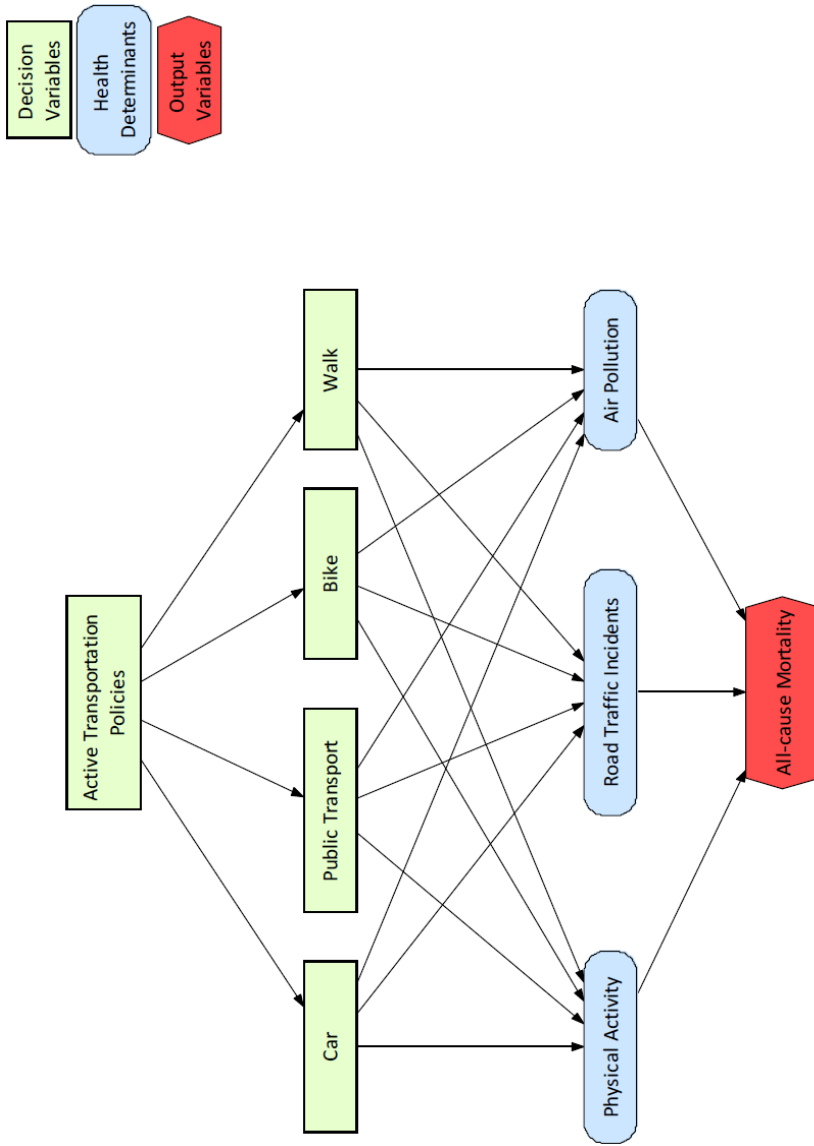 Decision
Variables
Health
Determinants
Output
Variables
Active Transportation
Policies
Car
Public Transport
Bike
Walk
Physical Activity
Road Traffic Incidents
Air Pollution
All-cause Mortality